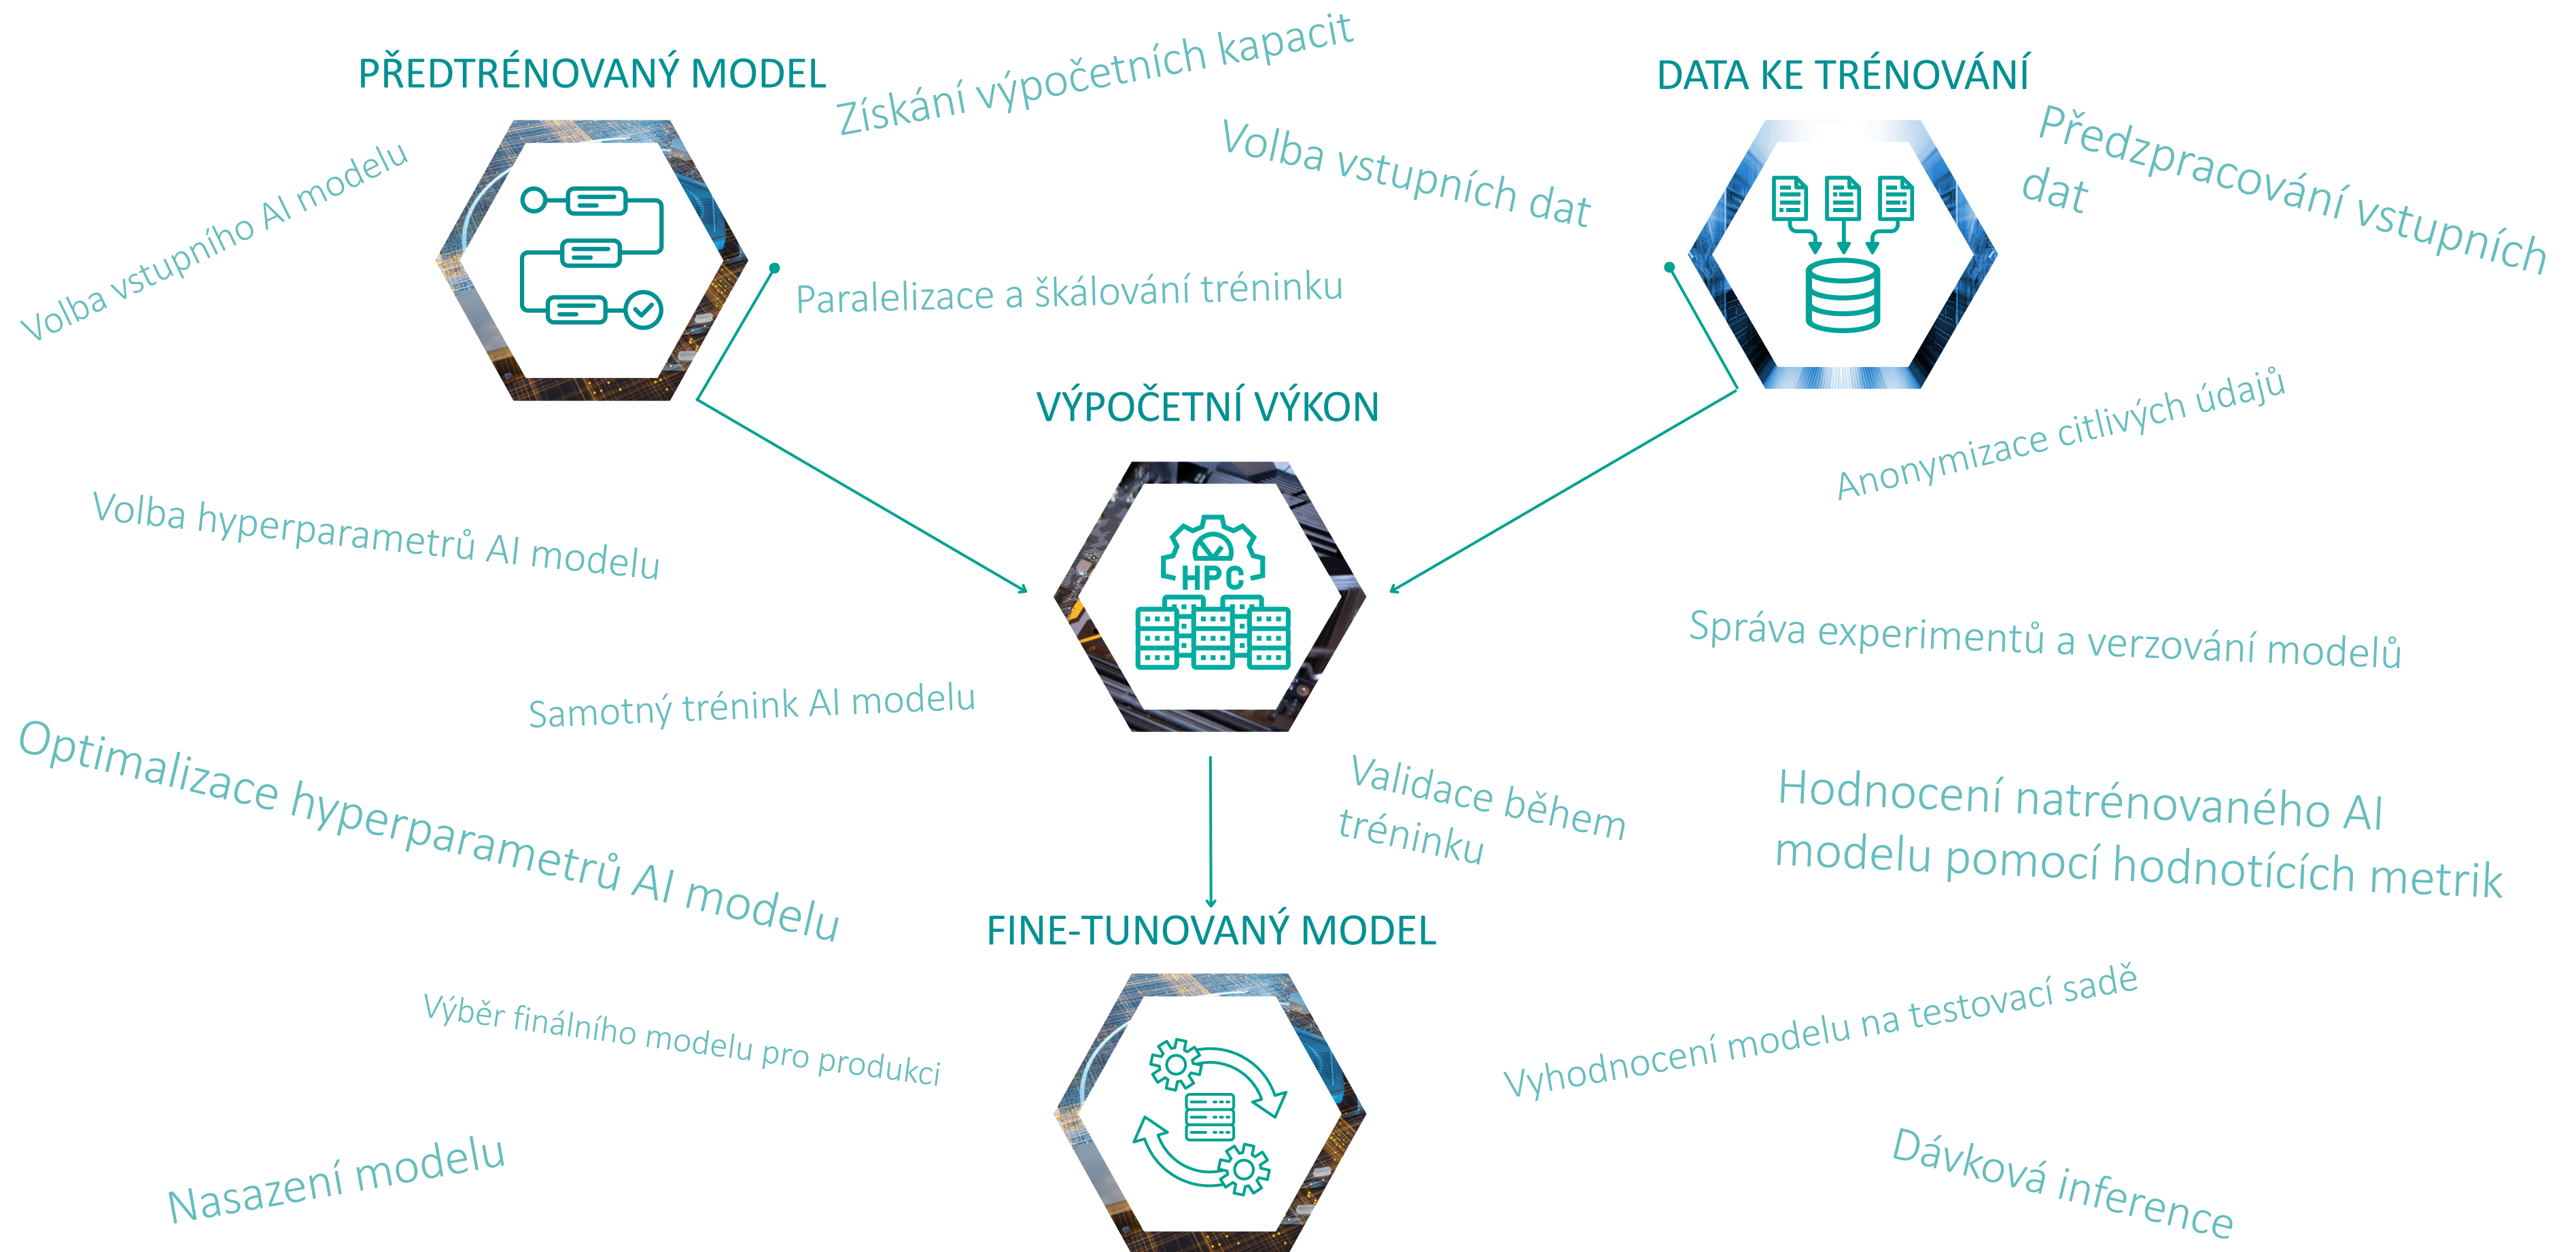 PŘEDTRÉNOVANÝ MODEL
Získání výpočetních kapacit
DATA KE TRÉNOVÁNÍ
Volba vstupního AI modelu
Volba vstupních dat
Předzpracování vstupních
dat
Paralelizace a škálování tréninku
VÝPOČETNÍ VÝKON
Anonymizace citlivých údajů
Volba hyperparametrů AI modelu
HPC
Správa experimentů a verzování modelů
Samotný trénink AI modelu
Optimalizace hyperparametrů AI modelu
Validace během
tréninku
Hodnocení natrénovaného AI
modelu pomocí hodnotících metrik
FINE-TUNOVANÝ MODEL
Výběr finálního modelu pro produkci
Vyhodnocení modelu na testovací sadě
Nasazení modelu
Dávková inference